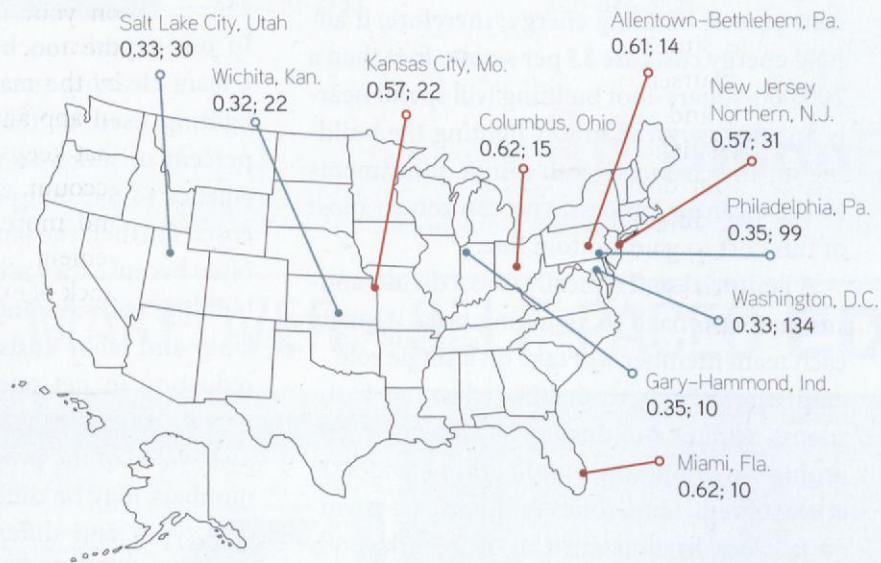 Salt Lake City, Utah
0.33; 30
Wichita, Kan.
0.32; 22
Kansas City, Mo.
0.57; 22
Columbus, Ohio
0.62; 15
Allentown–Bethlehem, Pa.
0.61; 14
New Jersey
Northern, N.J.
0.57; 31
Philadelphia, Pa.
0.35; 99
Washington, D.C.
0.33; 134
Gary–Hammond, Ind.
0.35; 10
Miami, Fla.
0.62; 10